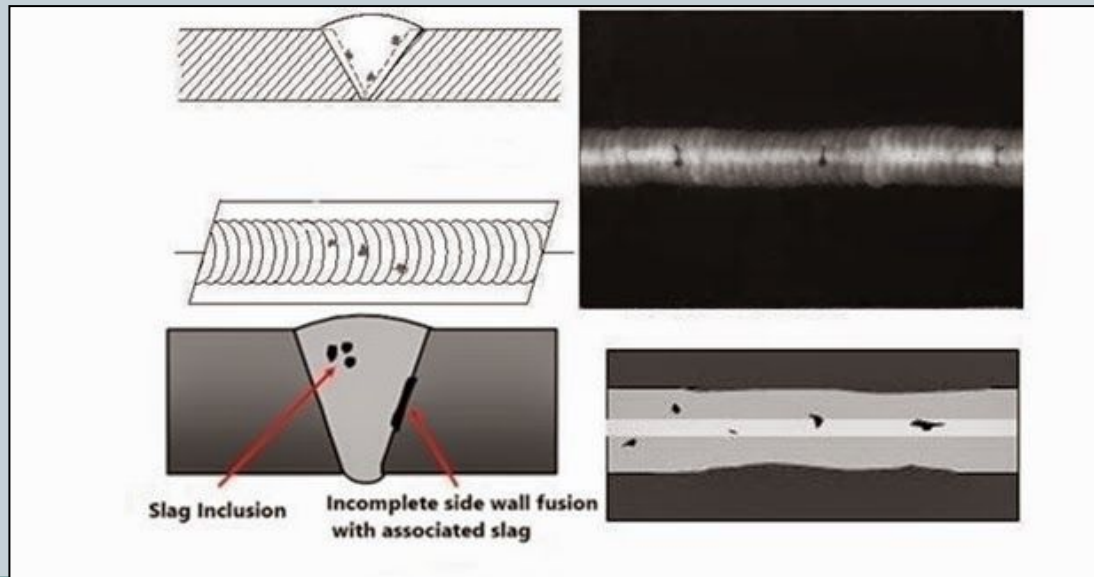 Slag Inclusion
Incomplete side wall fusion
with associated slag